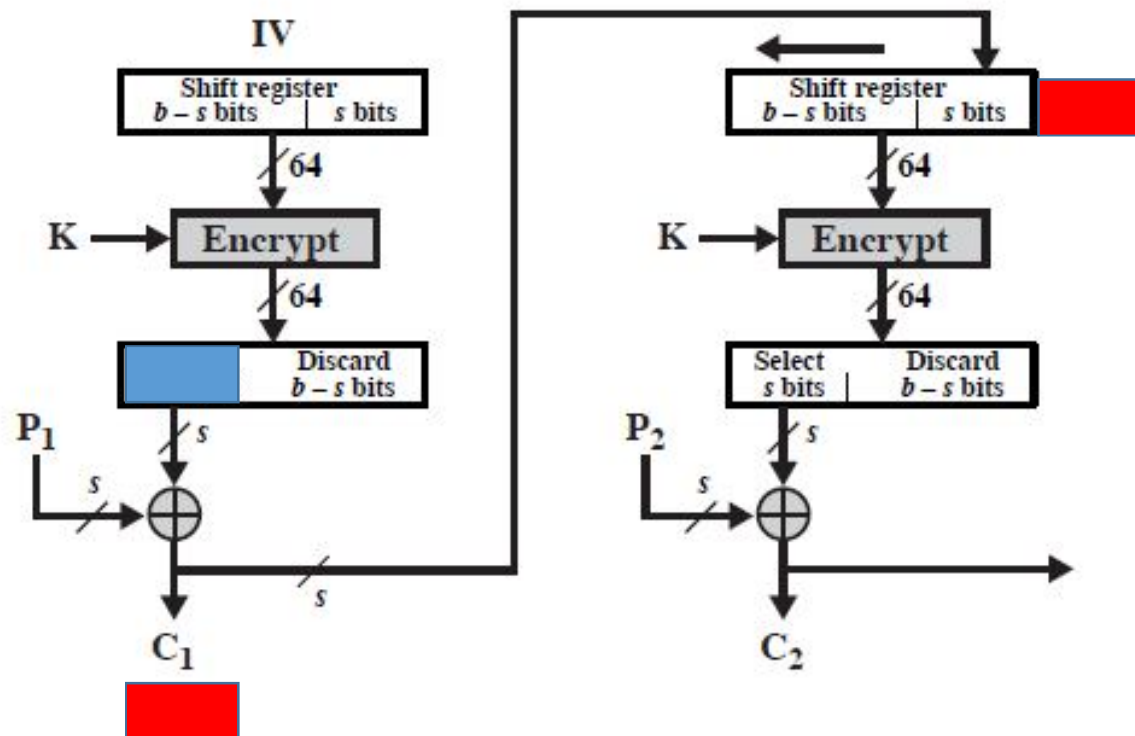 IV
Shift register
b – s bits
s bits
64
K
Encrypt
64
Discard
b – s bits
P1
s
s
s
C1
Shift register
b – s bits
s bits
64
K
Encrypt
64
Select
s bits
Discard
b – s bits
P2
s
s
C2